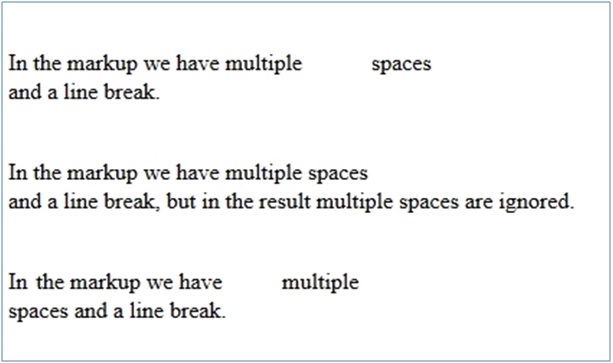 In the markup we have multiple            spaces
and a line break.
In the markup we have multiple spaces
and a line break, but in the result multiple spaces are ignored.
In the markup we have          multiple
spaces and a line break.